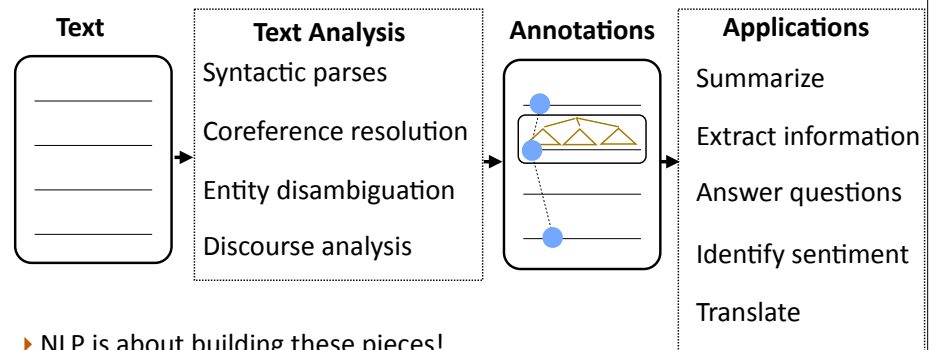 Text
Text Analysis
Syntactic parses
Coreference resolution
Entity disambiguation
Discourse analysis
Annotations
Applications
Summarize
Extract information
Answer questions
Identify sentiment
Translate
NLP is about building these pieces!